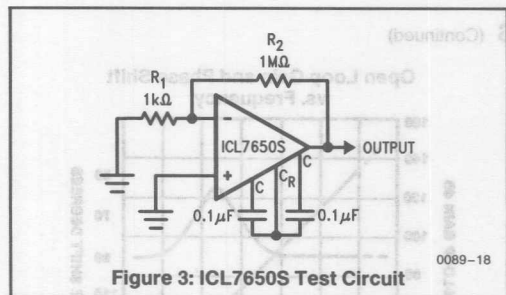 (Continued)
Open Loop Gain and Phase Shift
vs. Frequency
R₂
1MΩ
R₁
1kΩ
−
ICL7650S
+
C
OUTPUT
C
C_R
0.1μF
0.1μF
0089-18
Figure 3: ICL7650S Test Circuit